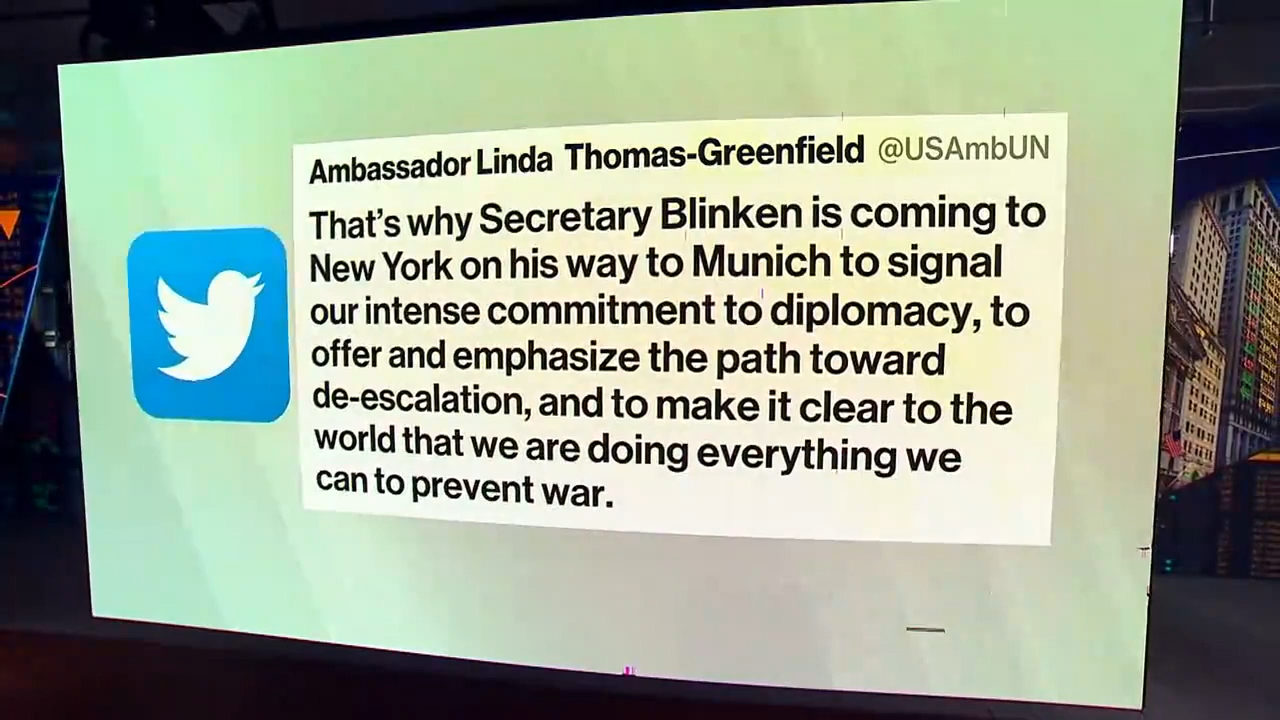 Ambassador Linda Thomas-Greenfield @USAmbUN
That's why Secretary Blinken is coming to
New York on his way to Munich to signal
our intense commitment to diplomacy, to
offer and emphasize the path toward
de-escalation, and to make it clear to the
world that we are doing everything we
can to prevent war.